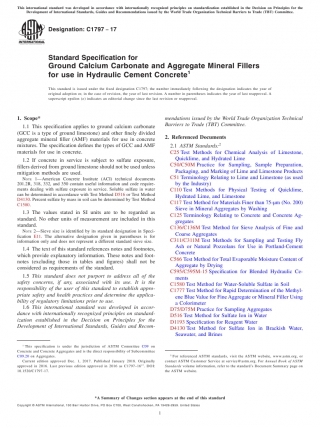 This international standard was developed in accordance with internationally recognized principles on standardization established in the Decision on Principles for the
Development of International Standards, Guides and Recommendations issued by the World Trade Organization Technical Barriers to Trade (TBT) Committee.
Designation: C1797 − 17
Standard Specification for
Ground Calcium Carbonate and Aggregate Mineral Fillers
for use in Hydraulic Cement Concrete1
This standard is issued under the fixed designation C1797; the number immediately following the designation indicates the year of
original adoption or, in the case of revision, the year of last revision. A number in parentheses indicates the year of last reapproval. A
superscript epsilon (ε) indicates an editorial change since the last revision or reapproval.
1. Scope*
1.1 This specification applies to ground calcium carbonate
(GCC is a type of ground limestone) and other finely divided
aggregate mineral filler (AMF) materials for use in concrete
mixtures. The specification defines the types of GCC and AMF
materials for use in concrete.
1.2 If concrete in service is subject to sulfate exposure,
fillers derived from ground limestone should not be used unless
mitigation methods are used.
NOTE 1—American Concrete Institute (ACI) technical documents
201.2R, 318, 332, and 350 contain useful information and code require-
ments dealing with sulfate exposure in service. Soluble sulfate in water
can be determined in accordance with Test Method D516 or Test Method
D4130. Percent sulfate by mass in soil can be determined by Test Method
C1580.
1.3 The values stated in SI units are to be regarded as
standard. No other units of measurement are included in this
standard.
NOTE 2—Sieve size is identified by its standard designation in Speci-
fication E11. The alternative designation given in parentheses is for
information only and does not represent a different standard sieve size.
1.4 The text of this standard references notes and footnotes,
which provide explanatory information. These notes and foot-
notes (excluding those in tables and figures) shall not be
considered as requirements of the standard.
1.5 This standard does not purport to address all of the
safety concerns, if any, associated with its use. It is the
responsibility of the user of this standard to establish appro-
priate safety and health practices and determine the applica-
bility of regulatory limitations prior to use.
1.6 This international standard was developed in accor-
dance with internationally recognized principles on standard-
ization established in the Decision on Principles for the
Development of International Standards, Guides and Recom-
mendations issued by the World Trade Organization Technical
Barriers to Trade (TBT) Committee.
2. Referenced Documents
2.1 ASTM Standards:2
C25 Test Methods for Chemical Analysis of Limestone,
Quicklime, and Hydrated Lime
C50/C50M Practice for Sampling, Sample Preparation,
Packaging, and Marking of Lime and Limestone Products
C51 Terminology Relating to Lime and Limestone (as used
by the Industry)
C110 Test Methods for Physical Testing of Quicklime,
Hydrated Lime, and Limestone
C117 Test Method for Materials Finer than 75-µm (No. 200)
Sieve in Mineral Aggregates by Washing
C125 Terminology Relating to Concrete and Concrete Ag-
gregates
C136/C136M Test Method for Sieve Analysis of Fine and
Coarse Aggregates
C311/C311M Test Methods for Sampling and Testing Fly
Ash or Natural Pozzolans for Use in Portland-Cement
Concrete
C566 Test Method for Total Evaporable Moisture Content of
Aggregate by Drying
C595/C595M-15 Specification for Blended Hydraulic Ce-
ments
C1580 Test Method for Water-Soluble Sulfate in Soil
C1777 Test Method for Rapid Determination of the Methyl-
ene Blue Value for Fine Aggregate or Mineral Filler Using
a Colorimeter
D75/D75M Practice for Sampling Aggregates
D516 Test Method for Sulfate Ion in Water
D1193 Specification for Reagent Water
D4130 Test Method for Sulfate Ion in Brackish Water,
Seawater, and Brines
1 This specification is under the jurisdiction of ASTM Committee C09 on
Concrete and Concrete Aggregates and is the direct responsibility of Subcommittee
Current edition approved Dec. 1, 2017. Published January 2018. Originally
2 For referenced ASTM standards, visit the ASTM website, www.astm.org, or
contact ASTM Customer Service at service@astm.org. For Annual Book of ASTM
Standards volume information, refer to the standard's Document Summary page on
the ASTM website.
*A Summary of Changes section appears at the end of this standard
Copyright © ASTM International, 100 Barr Harbor Drive, PO Box C700, West Conshohocken, PA 19428-2959. United States
1